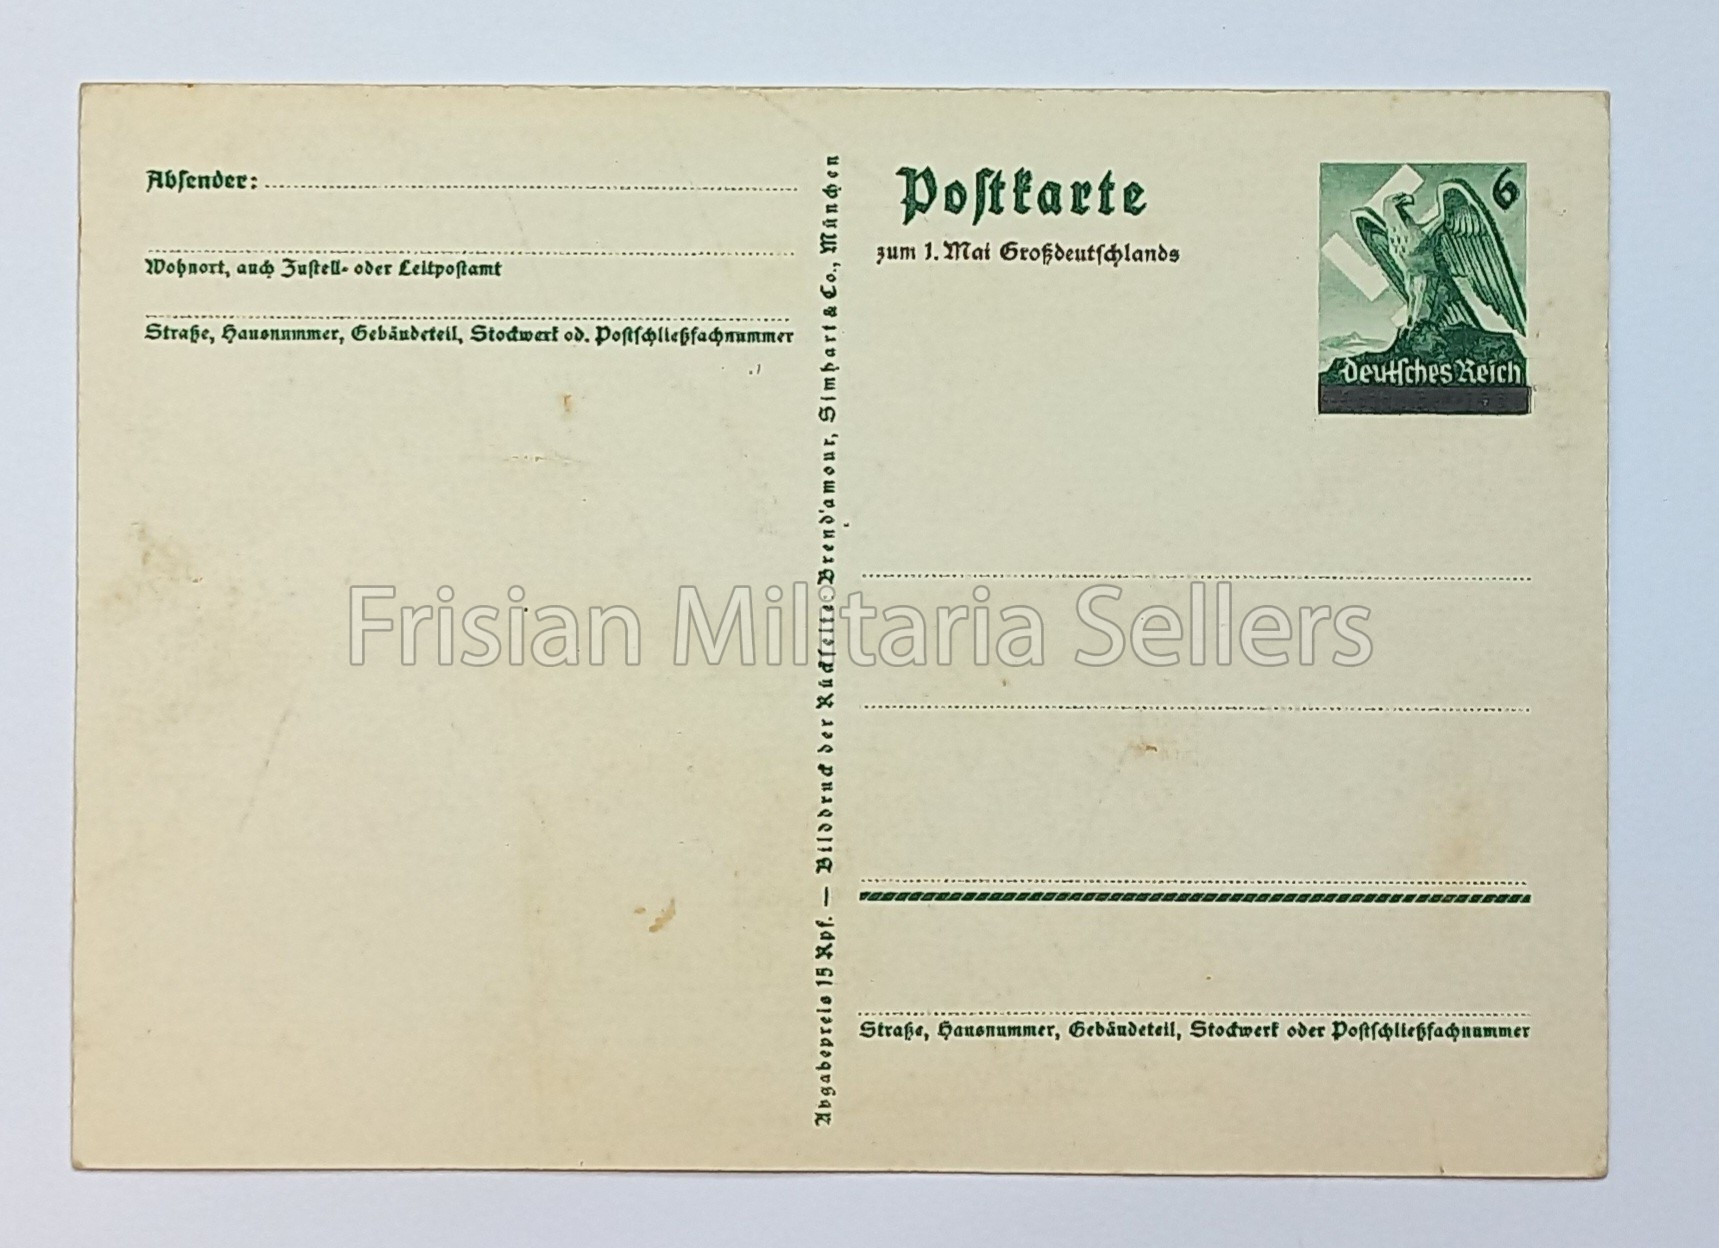 Absender:
Wohnort, auch Zustell- oder Leitpostamt
Straße, Hausnummer, Gebäudeteil, Stockwerk od. Postschließfachnummer
Abgabepreis 15 Rpf. — Bilddruck der Rückseite: Brend'amour, Simhart & Co., München
Postkarte
zum 1. Mai Großdeutschlands
6
deutsches Reich
Frisian Militaria Sellers
Straße, Hausnummer, Gebäudeteil, Stockwerk oder Postschließfachnummer